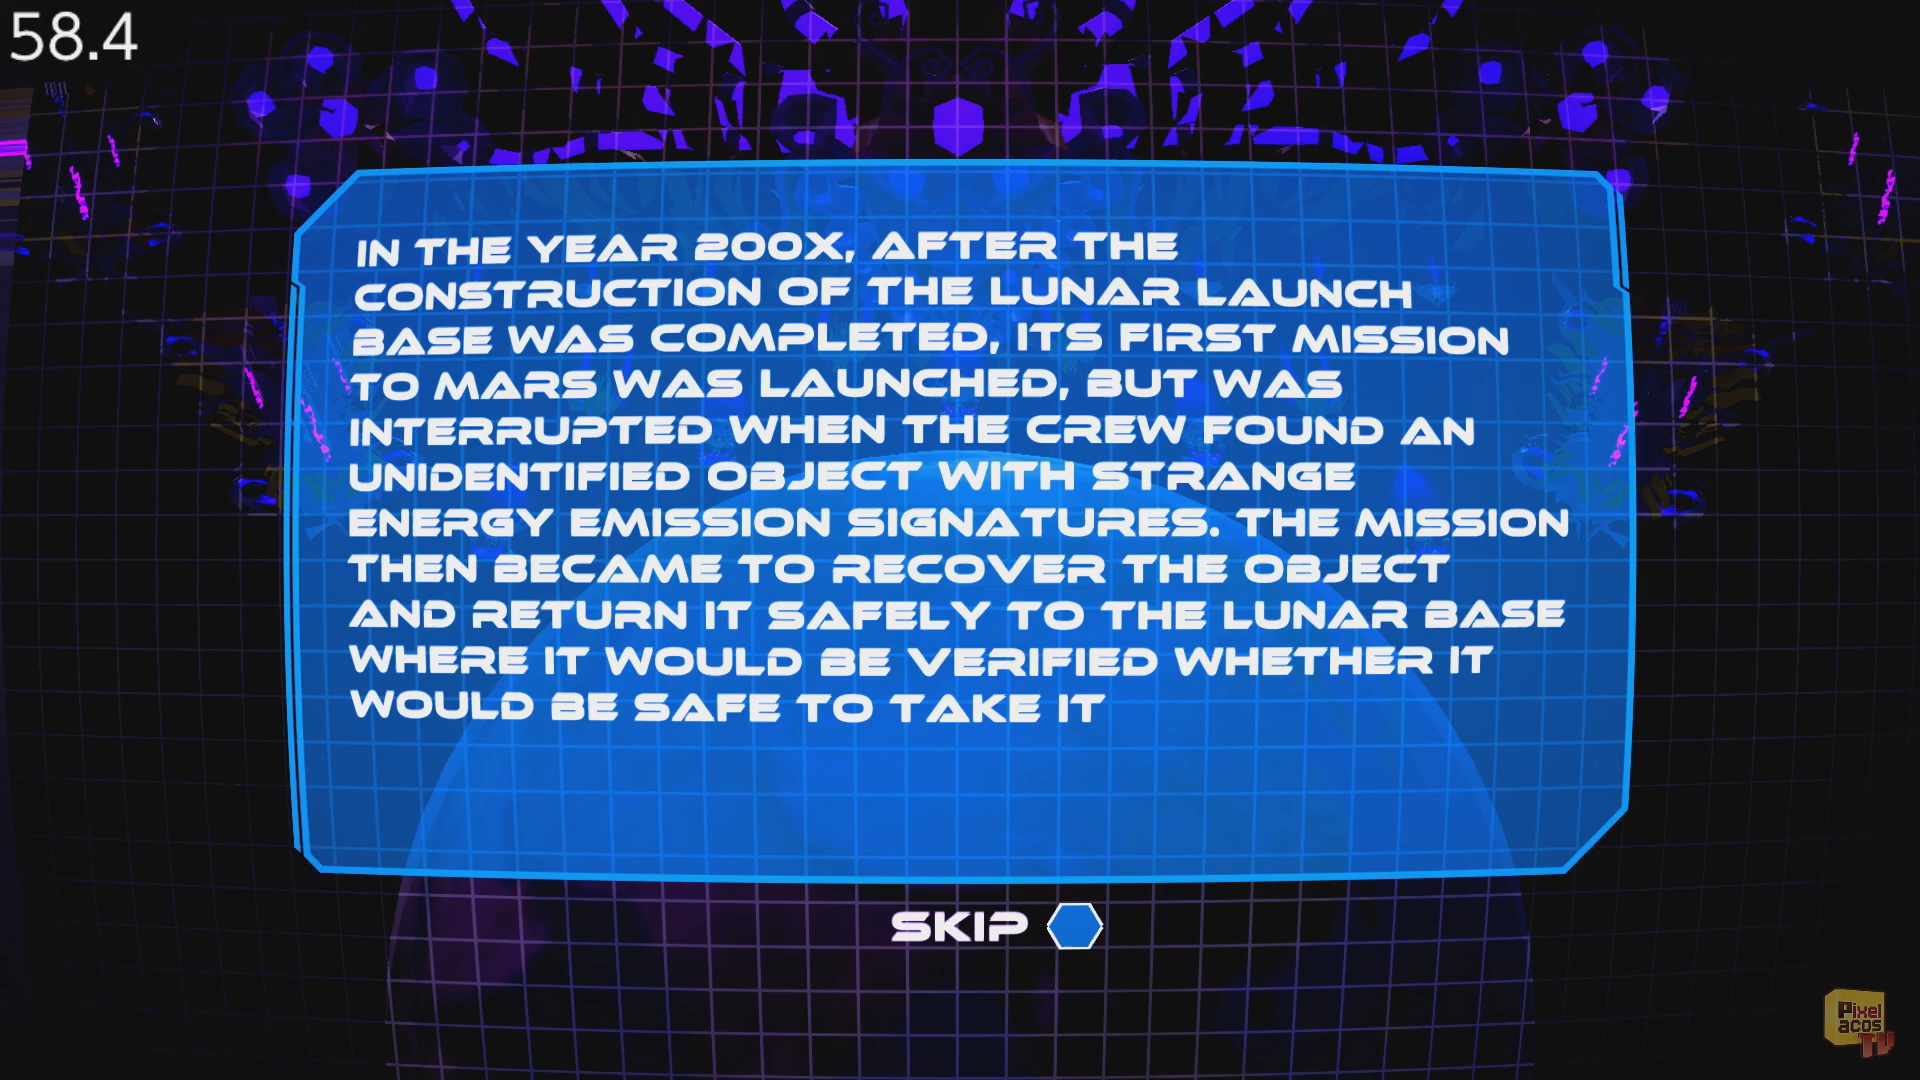 58.4
IN THE YEAR 200X, AFTER THE
CONSTRUCTION OF THE LUNAR LAUNCH
BASE WAS COMPLETED, ITS FIRST MISSION
TO MARS WAS LAUNCHED, BUT WAS
INTERRUPTED WHEN THE CREW FOUND AN
UNIDENTIFIED OBJECT WITH STRANGE
ENERGY EMISSION SIGNATURES. THE MISSION
THEN BECAME TO RECOVER THE OBJECT
AND RETURN IT SAFELY TO THE LUNAR BASE
WHERE IT WOULD BE VERIFIED WHETHER IT
WOULD BE SAFE TO TAKE IT
SKIP
Pixel
acos
TV